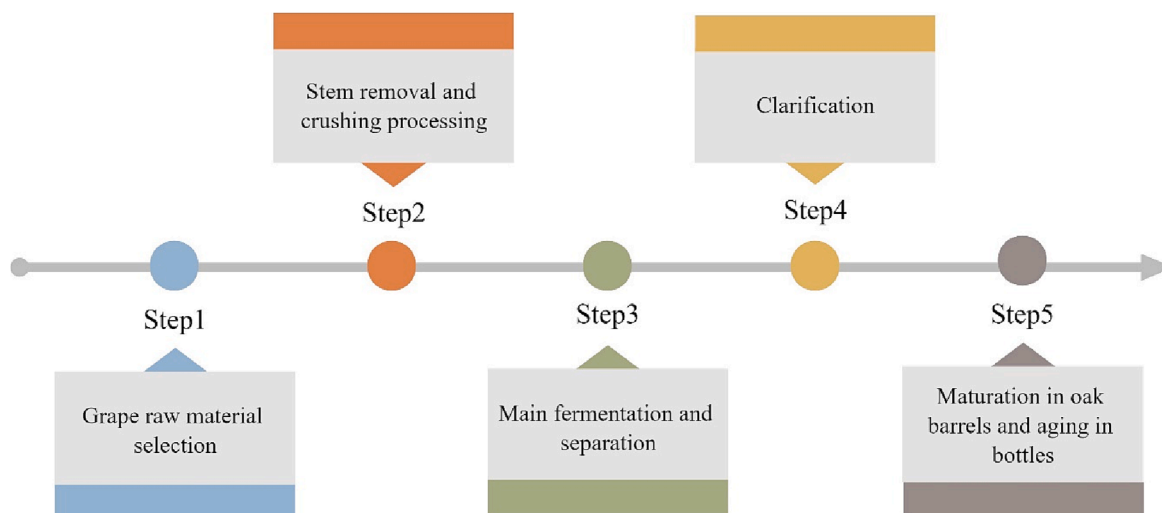 Stem removal and
crushing processing
Clarification
Step2
Step4
Step1
Step3
Step5
Grape raw material
selection
Main fermentation and
separation
Maturation in oak
barrels and aging in
bottles